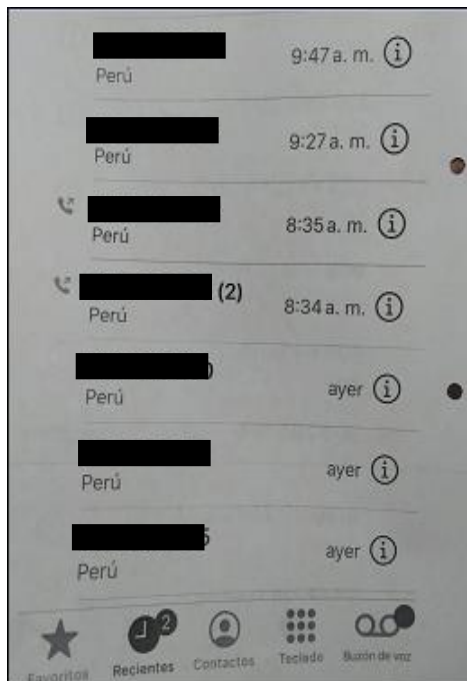 9:47 a. m.
Perú
9:27 a. m.
Perú
8:35 a. m.
Perú
(2) 8:34 a. m.
Perú
ayer
Perú
ayer
Perú
5 ayer
Perú
2
Favoritos Recientes Contactos Teclado Buzón de voz